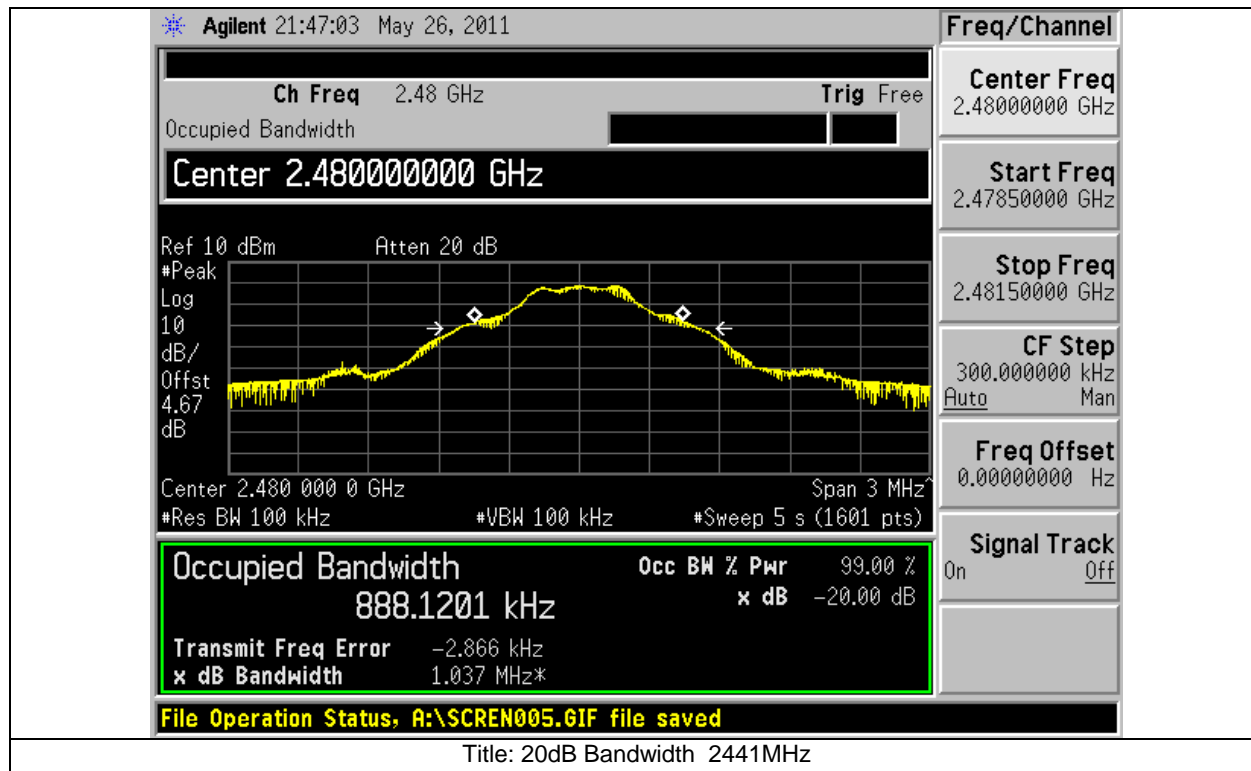 Agilent 21:47:03 May 26, 2011
Freq/Channel
Ch Freq 2.48 GHz Trig Free
Occupied Bandwidth
Center 2.480000000 GHz
Ref 10 dBm Atten 20 dB
#Peak
Log
10
dB/
Offst
4.67
dB
Center 2.480 000 0 GHz Span 3 MHz^
#Res BW 100 kHz #VBW 100 kHz #Sweep 5 s (1601 pts)
Occupied Bandwidth
888.1201 kHz
Occ BW % Pwr 99.00 %
x dB -20.00 dB
Transmit Freq Error -2.866 kHz
x dB Bandwidth 1.037 MHz*
File Operation Status, A:\SCREN005.GIF file saved
Center Freq
2.48000000 GHz
Start Freq
2.47850000 GHz
Stop Freq
2.48150000 GHz
CF Step
300.000000 kHz
Auto Man
Freq Offset
0.00000000 Hz
Signal Track
On Off
Title: 20dB Bandwidth 2441MHz